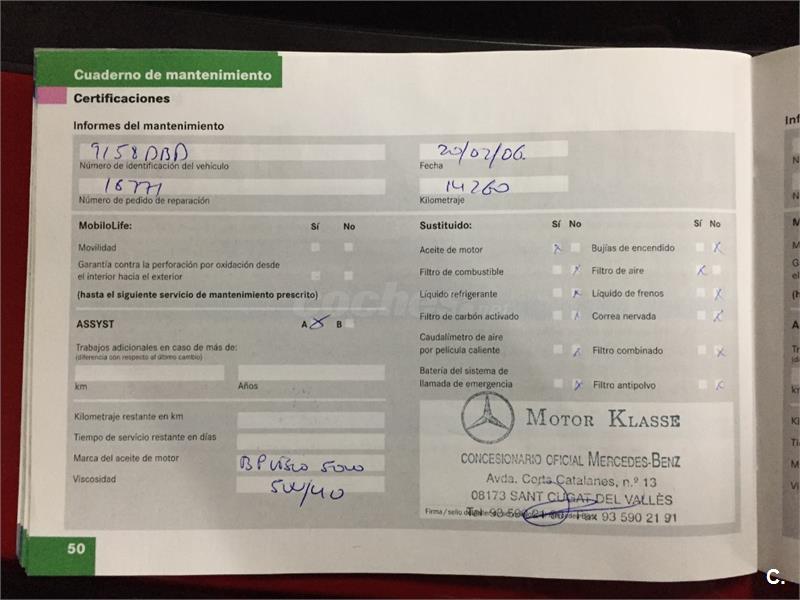 Cuaderno de mantenimiento
Certificaciones
Informes del mantenimiento
9158DBD
Número de identificación del vehículo
20/02/06.
Fecha
18771
Número de pedido de reparación
14260
Kilometraje
MobiloLife: Sí No
Movilidad
Garantía contra la perforación por oxidación desde
el interior hacia el exterior
(hasta el siguiente servicio de mantenimiento prescrito)
ASSYST A X B
Trabajos adicionales en caso de más de:
(diferencia con respecto al último cambio)
km Años
Kilometraje restante en km
Tiempo de servicio restante en días
Marca del aceite de motor BP Visco 5000
Viscosidad 5W/40
Sustituido: Sí No Sí No
Aceite de motor X Bujías de encendido X
Filtro de combustible X Filtro de aire X
Líquido refrigerante X Líquido de frenos X
Filtro de carbón activado X Correa nervada X
Caudalímetro de aire
por película caliente X Filtro combinado X
Batería del sistema de
llamada de emergencia X Filtro antipolvo X
MOTOR KLASSE
CONCESIONARIO OFICIAL MERCEDES-BENZ
Avda. Corts Catalanes, n.º 13
08173 SANT CUGAT DEL VALLÈS
Firma/sello
Tel. 93 590 21 Fax 93 590 21 91
50
Inf
coches.net
C.